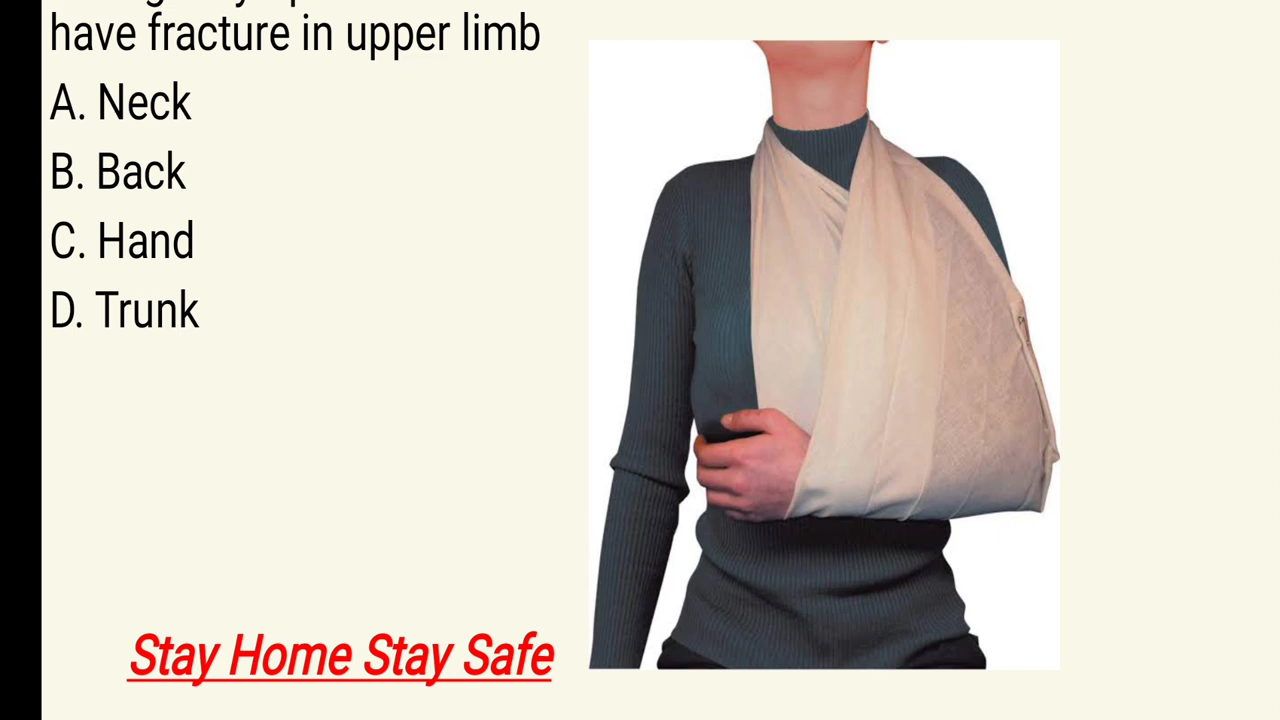 have fracture in upper limb
A. Neck
B. Back
C. Hand
D. Trunk
Stay Home Stay Safe